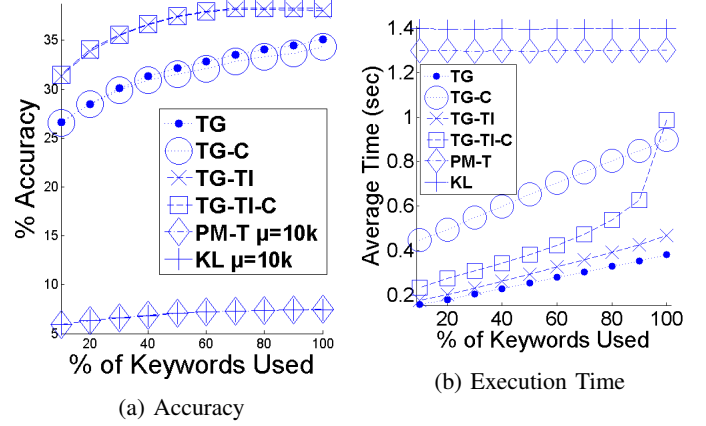 % Accuracy
35
30
25
20
15
10
5
20
40
60
80
100
% of Keywords Used
TG
TG-C
TG-TI
TG-TI-C
PM-T μ=10k
KL μ=10k
(a) Accuracy
Average Time (sec)
1.4
1.2
1
0.8
0.6
0.4
0.2
20
40
60
80
100
% of Keywords Used
TG
TG-C
TG-TI
TG-TI-C
PM-T
KL
(b) Execution Time